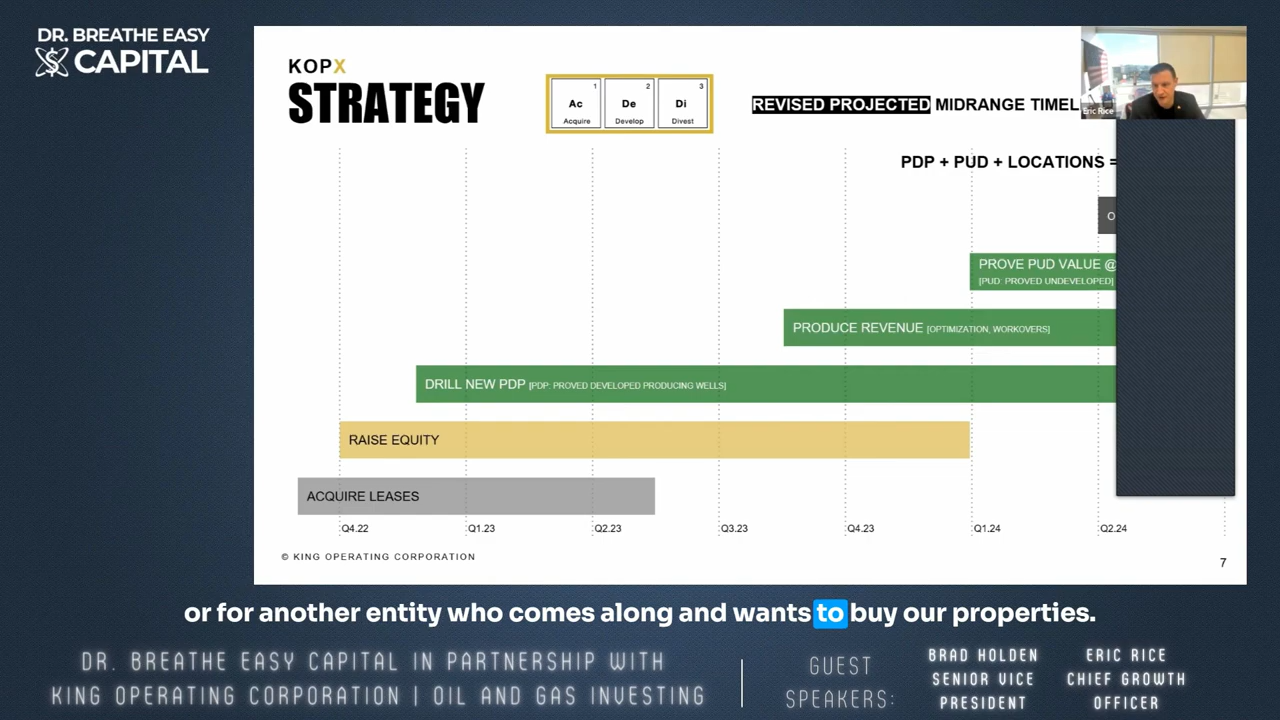 DR. BREATHE EASY
CAPITAL
KOPX
STRATEGY
1 2 3
Ac De Di
Acquire Develop Divest
REVISED PROJECTED MIDRANGE TIMEL
Eric Rice
PDP + PUD + LOCATIONS =
O
PROVE PUD VALUE @
[PUD: PROVED UNDEVELOPED]
PRODUCE REVENUE [OPTIMIZATION, WORKOVERS]
DRILL NEW PDP [PDP: PROVED DEVELOPED PRODUCING WELLS]
RAISE EQUITY
ACQUIRE LEASES
Q4.22 Q1.23 Q2.23 Q3.23 Q4.23 Q1.24 Q2.24
© KING OPERATING CORPORATION
7
or for another entity who comes along and wants to buy our properties.
DR. BREATHE EASY CAPITAL IN PARTNERSHIP WITH
KING OPERATING CORPORATION | OIL AND GAS INVESTING
GUEST
SPEAKERS:
BRAD HOLDEN
SENIOR VICE
PRESIDENT
ERIC RICE
CHIEF GROWTH
OFFICER